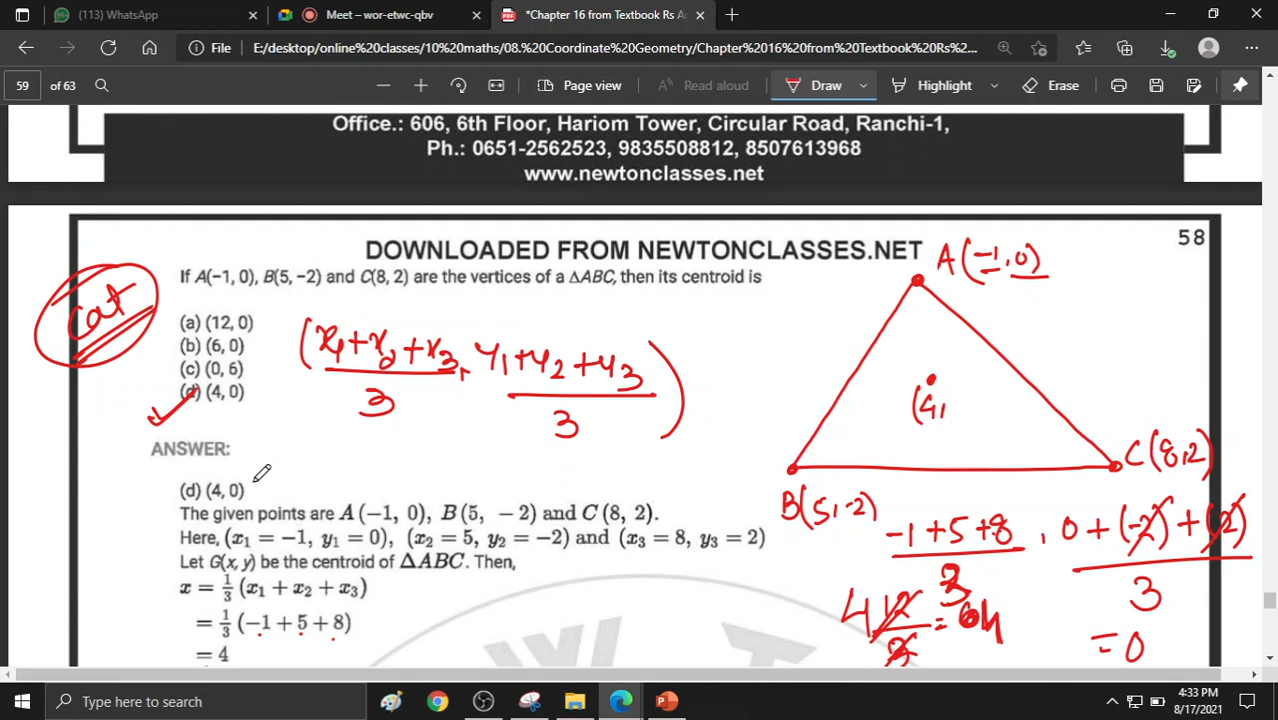 (113) WhatsApp
Meet – wor-etwc-qbv
*Chapter 16 from Textbook Rs Ag
File
E:/desktop/online%20classes/10%20maths/08.%20Coordinate%20Geometry/Chapter%2016%20from%20Textbook%20Rs%2...
59 of 63
Page view
Read aloud
Draw
Highlight
Erase
Office.: 606, 6th Floor, Hariom Tower, Circular Road, Ranchi-1,
Ph.: 0651-2562523, 9835508812, 8507613968
www.newtonclasses.net
58
DOWNLOADED FROM NEWTONCLASSES.NET
If A(−1, 0), B(5, −2) and C(8, 2) are the vertices of a ΔABC, then its centroid is
(a) (12, 0)
(b) (6, 0)
(c) (0, 6)
(d) (4, 0)
Cat
(x1+x2+x3/3, y1+y2+y3/3)
A(-1,0)
(4,
B(5,-2)
C(8,2)
-1+5+8/3, 0+(-2)+(2)/3
4 12/3 = 4
=0
ANSWER:
(d) (4, 0)
The given points are A (−1, 0), B (5, − 2) and C (8, 2).
Here, (x1 = −1, y1 = 0), (x2 = 5, y2 = −2) and (x3 = 8, y3 = 2)
Let G(x, y) be the centroid of ΔABC. Then,
x = 1/3 (x1 + x2 + x3)
= 1/3 (−1 + 5 + 8)
= 4
Type here to search
4:33 PM
8/17/2021